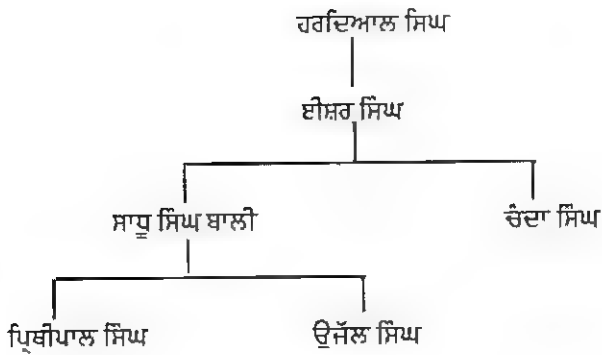 ਹਰਦਿਆਲ ਸਿਘ
ਈਸ਼ਰ ਸਿੰਘ
ਸਾਧੂ ਸਿੰਘ ਬਾਲੀ
ਚੰਦਾ ਸਿੰਘ
ਪ੍ਰਿਥੀਪਾਲ ਸਿੰਘ
ਉਜੱਲ ਸਿੰਘ